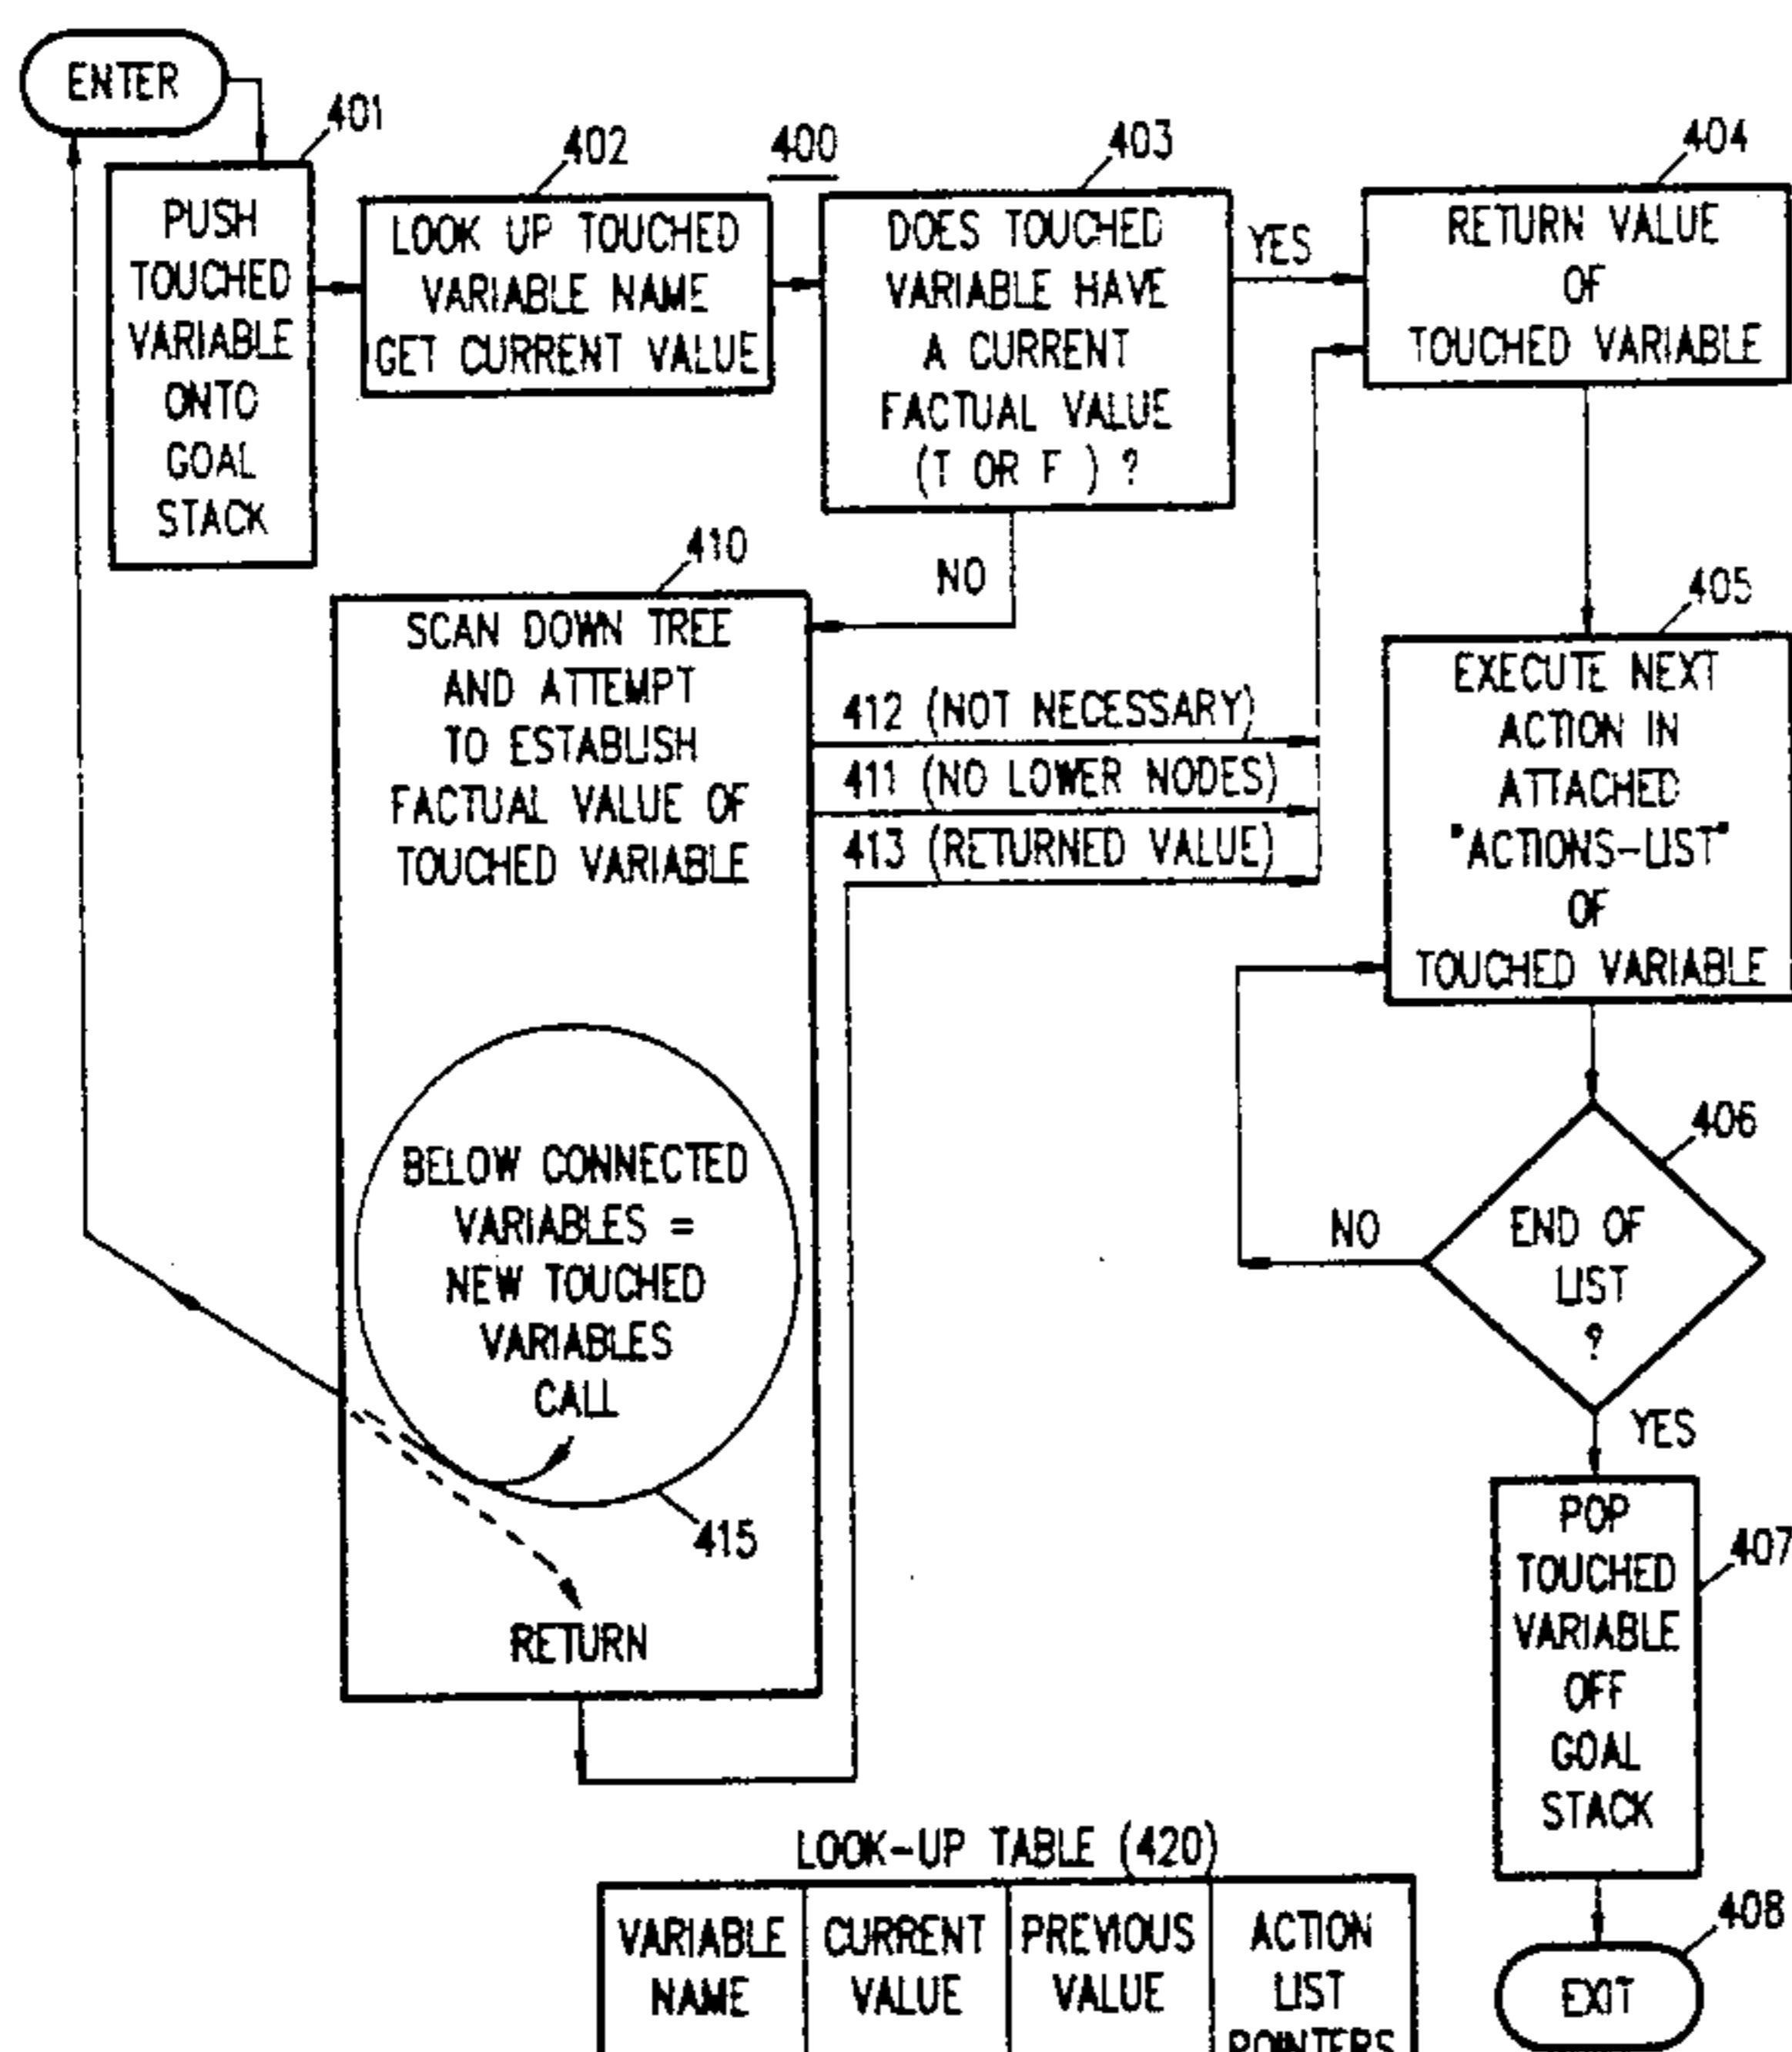 ENTER
401
PUSH
TOUCHED
VARIABLE
ONTO
GOAL
STACK
402
LOOK UP TOUCHED
VARIABLE NAME
GET CURRENT VALUE
400
403
DOES TOUCHED
VARIABLE HAVE
A CURRENT
FACTUAL VALUE
(T OR F ) ?
YES
NO
404
RETURN VALUE
OF
TOUCHED VARIABLE
410
SCAN DOWN TREE
AND ATTEMPT
TO ESTABLISH
FACTUAL VALUE OF
TOUCHED VARIABLE
412 (NOT NECESSARY)
411 (NO LOWER NODES)
413 (RETURNED VALUE)
405
EXECUTE NEXT
ACTION IN
ATTACHED
"ACTIONS-LIST"
OF
TOUCHED VARIABLE
BELOW CONNECTED
VARIABLES =
NEW TOUCHED
VARIABLES
CALL
415
RETURN
406
END OF
LIST
?
NO
YES
POP
TOUCHED
VARIABLE
OFF
GOAL
STACK
407
408
EXIT
LOOK-UP TABLE (420)
VARIABLE
NAME
CURRENT
VALUE
PREVIOUS
VALUE
ACTION
LIST
POINTERS